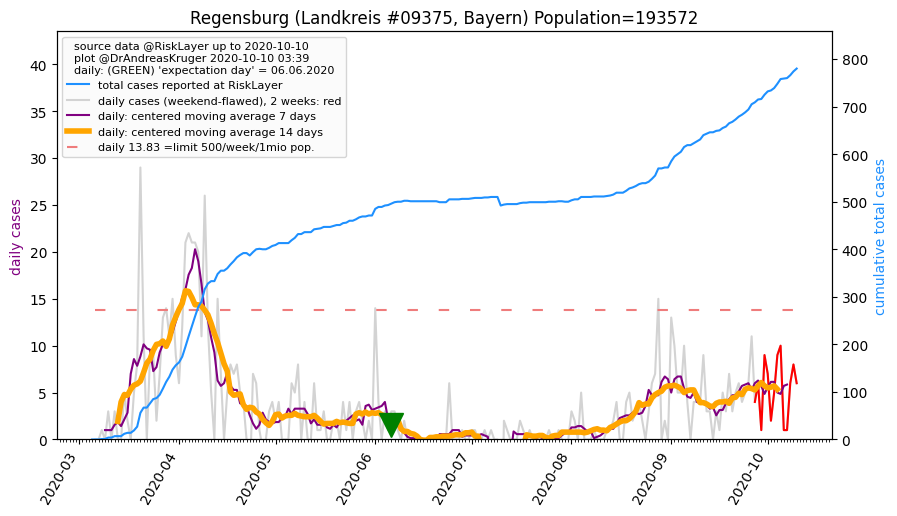 Regensburg (Landkreis #09375, Bayern) Population=193572
source data @RiskLayer up to 2020-10-10
plot @DrAndreasKruger 2020-10-10 03:39
daily: (GREEN) 'expectation day' = 06.06.2020
total cases reported at RiskLayer
daily cases (weekend-flawed), 2 weeks: red
daily: centered moving average 7 days
daily: centered moving average 14 days
daily 13.83 =limit 500/week/1mio pop.
daily cases
40
35
30
25
20
15
10
5
0
800
700
600
500
400
300
200
100
0
cumulative total cases
2020-03
2020-04
2020-05
2020-06
2020-07
2020-08
2020-09
2020-10